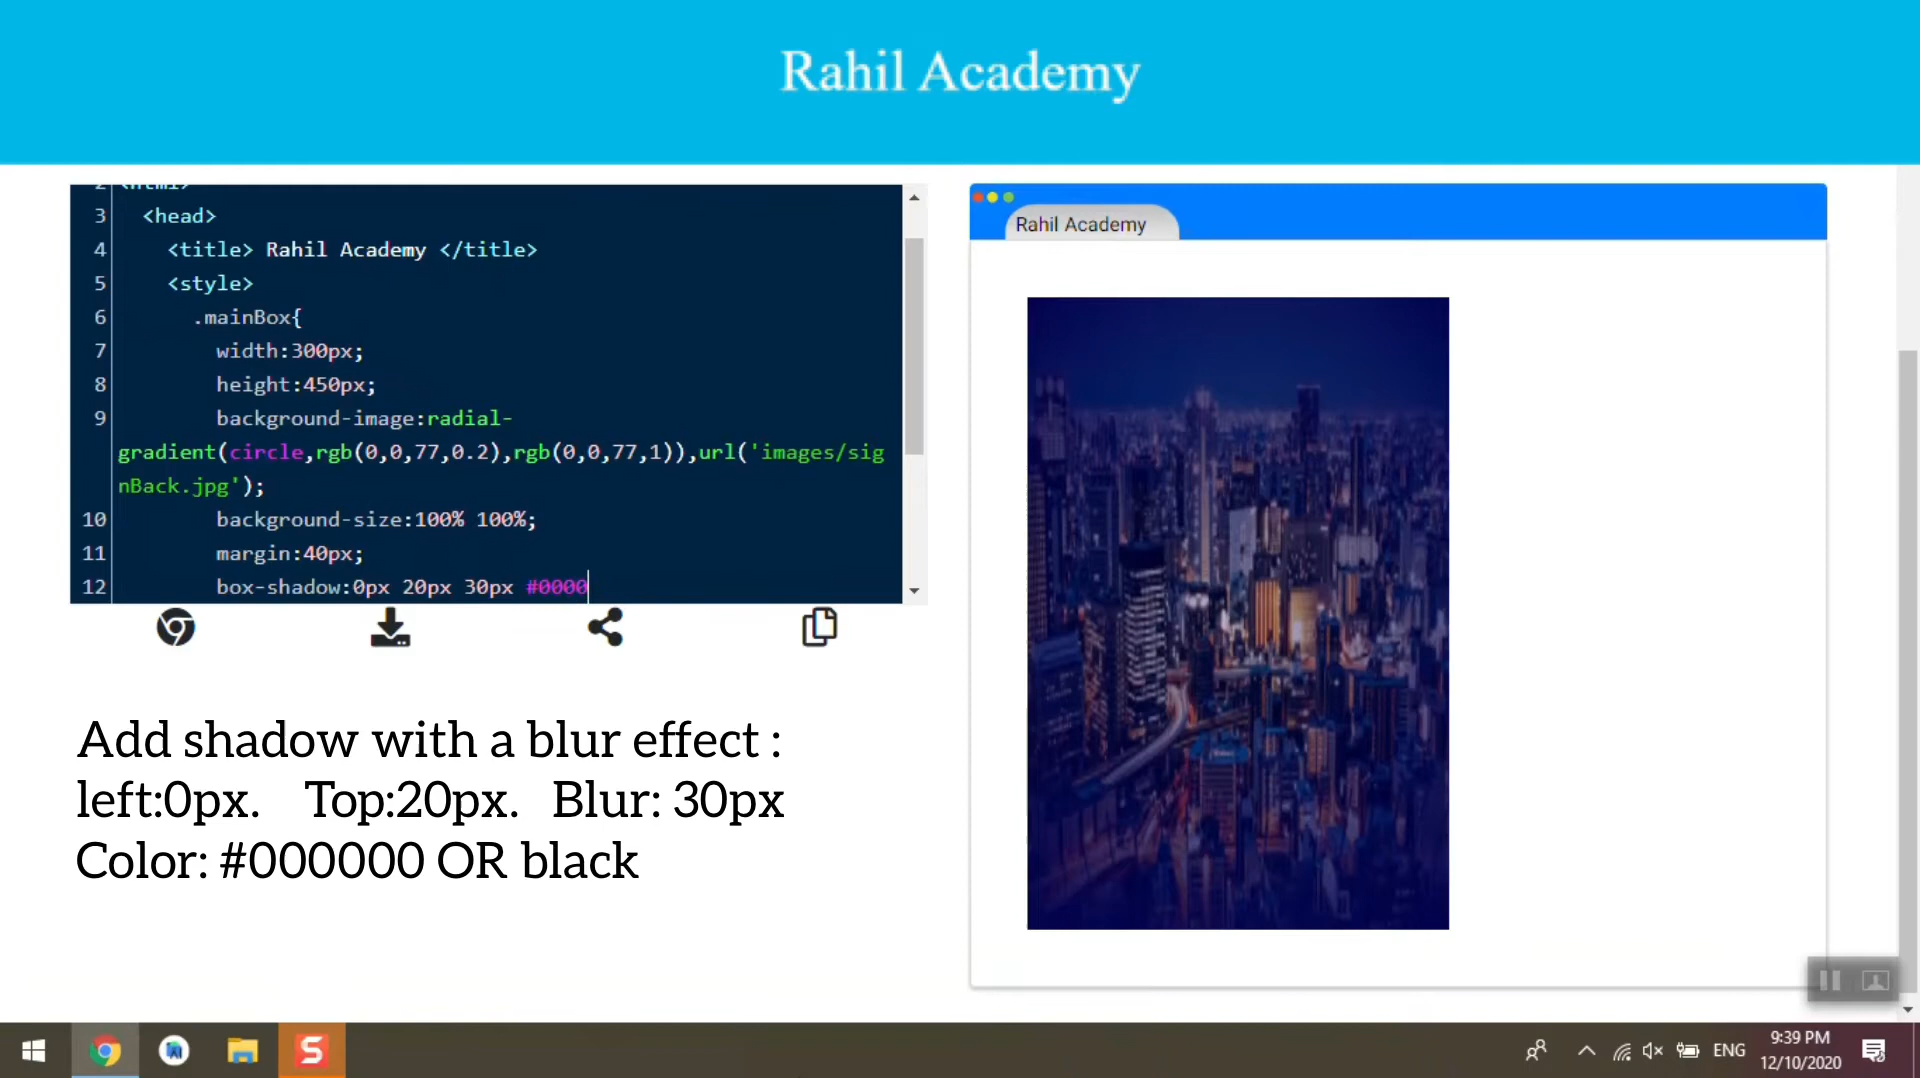 Rahil Academy
2 <html>
3 <head>
4 <title> Rahil Academy </title>
5 <style>
6 .mainBox{
7 width:300px;
8 height:450px;
9 background-image:radial-
gradient(circle,rgb(0,0,77,0.2),rgb(0,0,77,1)),url('images/sig
nBack.jpg');
10 background-size:100% 100%;
11 margin:40px;
12 box-shadow:0px 20px 30px #0000
Rahil Academy
Add shadow with a blur effect :
left:0px. Top:20px. Blur: 30px
Color: #000000 OR black
ENG
9:39 PM
12/10/2020